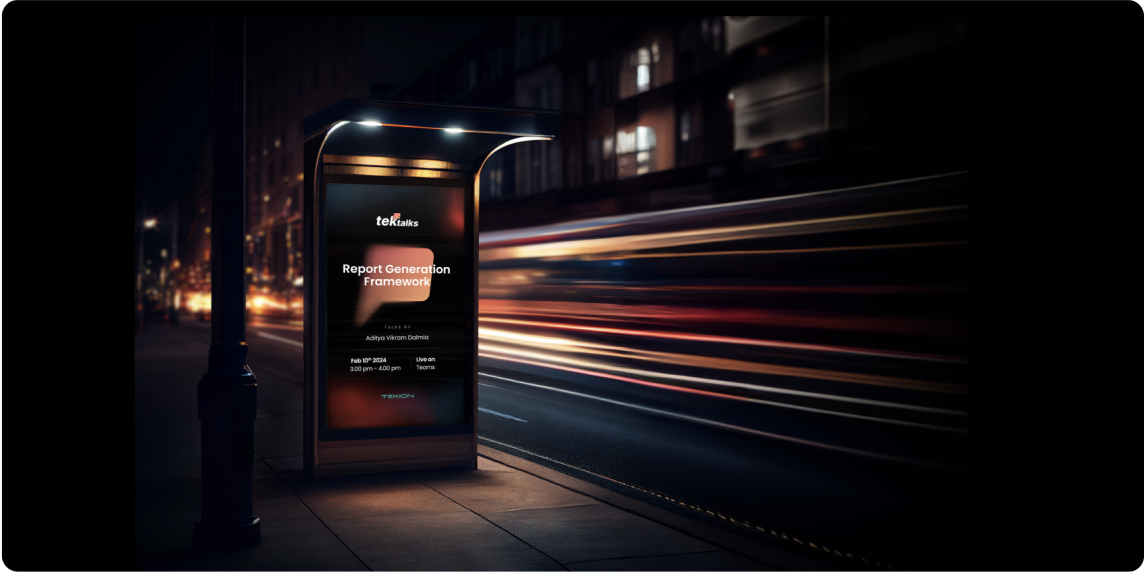 tektalks
Report Generation
Framework
TALKS BY
Aditya Vikram Dalmia
Feb 10th 2024
3.00 pm - 4.00 pm
Live on
Teams
TEXION